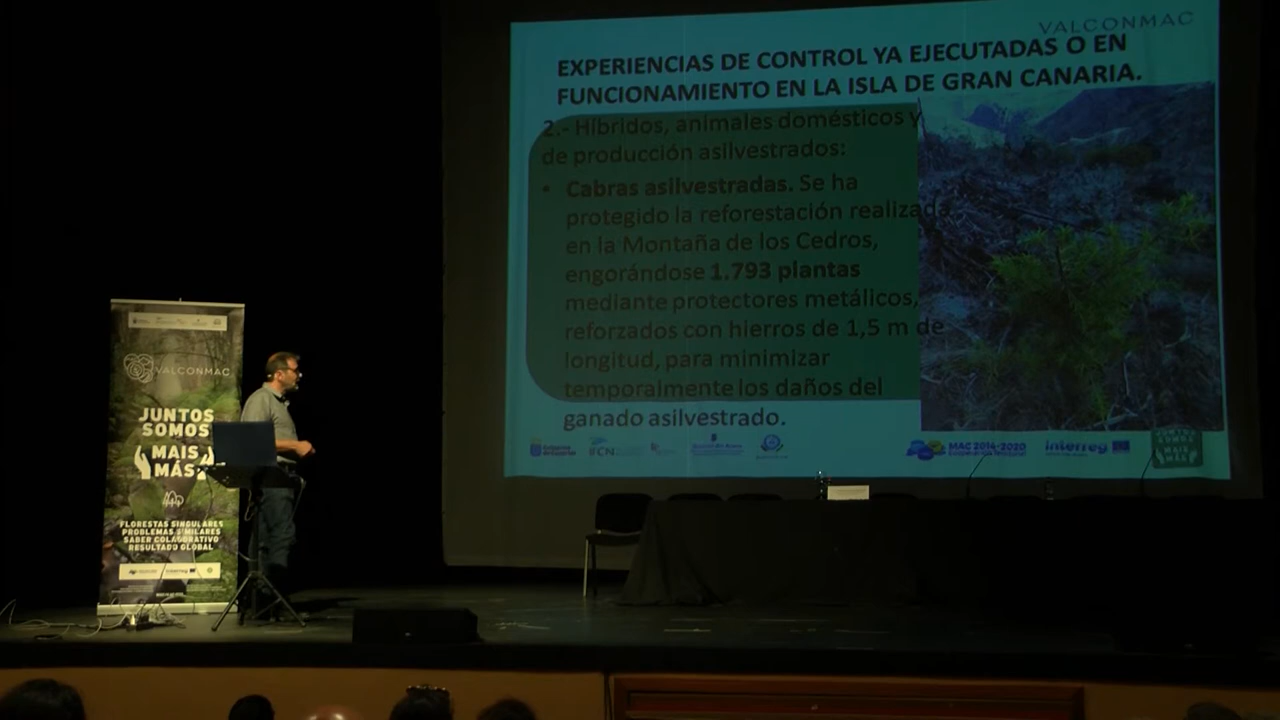 VALCONMAC
EXPERIENCIAS DE CONTROL YA EJECUTADAS O EN
FUNCIONAMIENTO EN LA ISLA DE GRAN CANARIA.
2.- Híbridos, animales domésticos y
de producción asilvestrados:
• Cabras asilvestradas. Se ha
protegido la reforestación realizada
en la Montaña de los Cedros,
engorándose 1.793 plantas
mediante protectores metálicos,
reforzados con hierros de 1,5 m de
longitud, para minimizar
temporalmente los daños del
ganado asilvestrado.
MAC 2014-2020
Interreg
VALCONMAC
JUNTOS
SOMOS
MAIS
MÁS
FLORESTAS SINGULARES
PROBLEMAS SIMILARES
SABER COLABORATIVO
RESULTADO GLOBAL